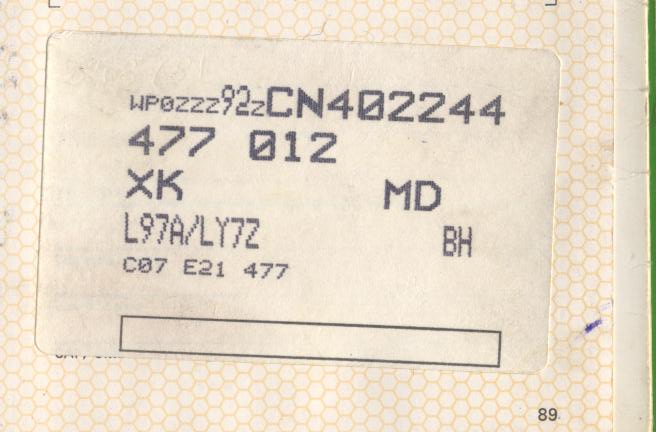 WP0ZZZ92ZCN402244
477 012
XK MD
L97A/LY7Z BH
C07 E21 477
89